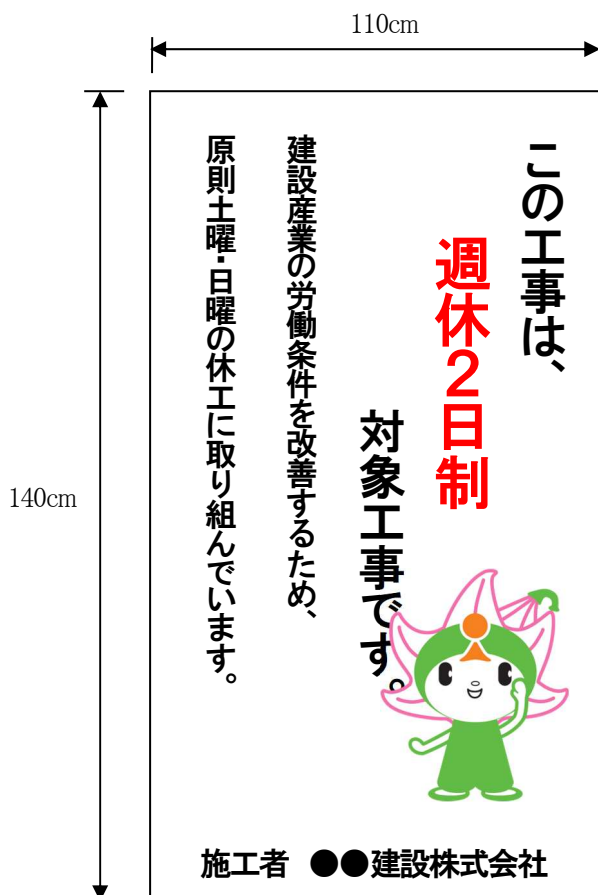 110cm
140cm
この工事は、
週休2日制
対象工事です。
建設産業の労働条件を改善するため、
原則土曜・日曜の休工に取り組んでいます。
施工者 ●●建設株式会社